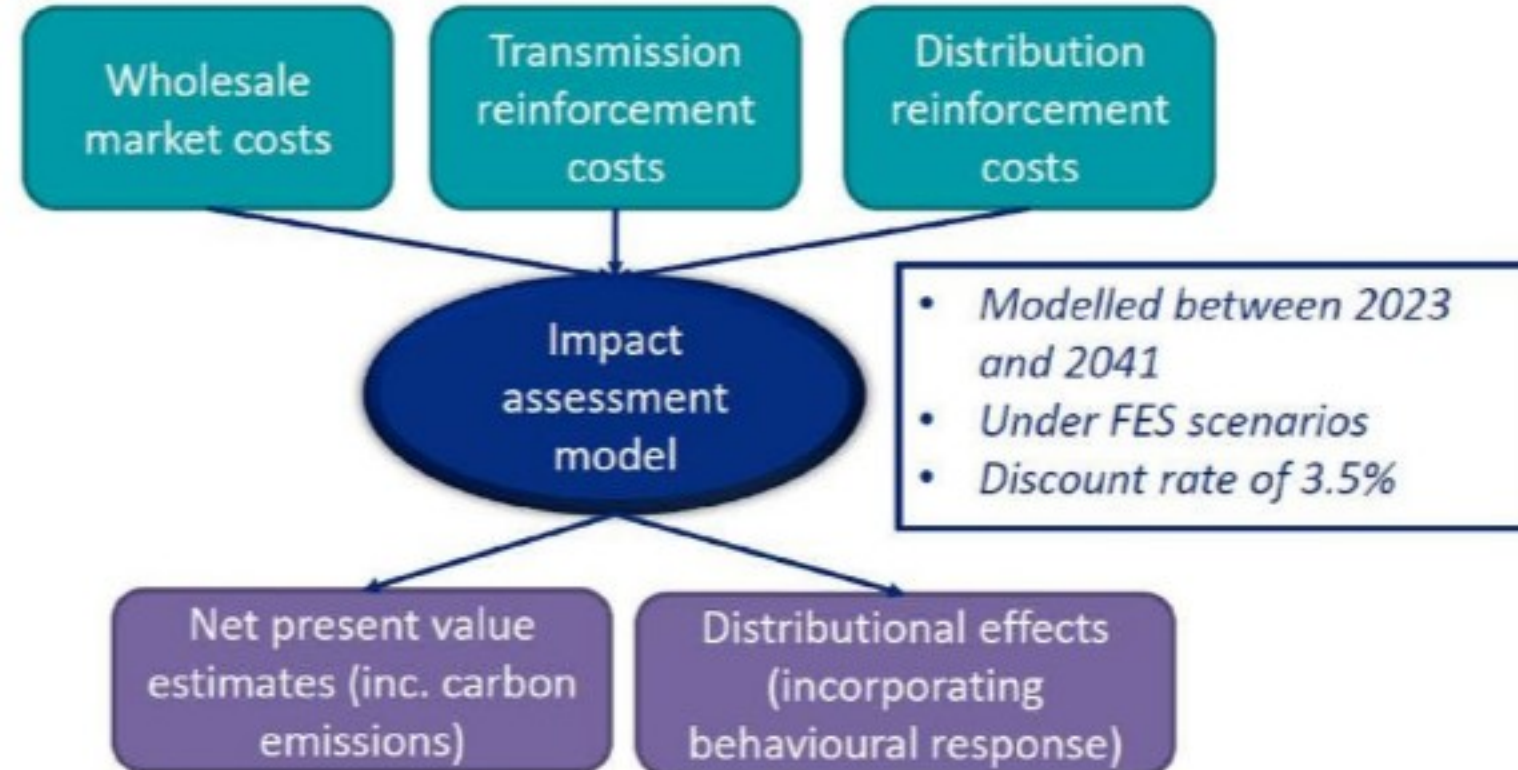 Wholesale
market costs
Transmission
reinforcement
costs
Distribution
reinforcement
costs
Impact
assessment
model
• Modelled between 2023
and 2041
• Under FES scenarios
• Discount rate of 3.5%
Net present value
estimates (inc. carbon
emissions)
Distributional effects
(incorporating
behavioural response)